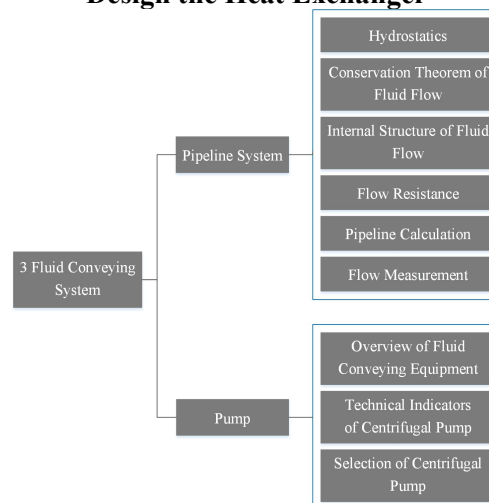 Design the Heat Exchanger
Hydrostatics
Conservation Theorem of
Fluid Flow
Internal Structure of Fluid
Flow
Pipeline System
Flow Resistance
Pipeline Calculation
Flow Measurement
3 Fluid Conveying
System
Overview of Fluid
Conveying Equipment
Pump
Technical Indicators
of Centrifugal Pump
Selection of Centrifugal
Pump